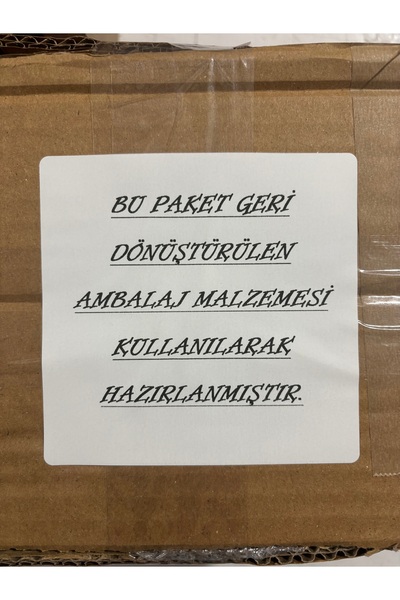 BU PAKET GERİ
DÖNÜŞTÜRÜLEN
AMBALAJ MALZEMESİ
KULLANILARAK
HAZIRLANMIŞTIR.